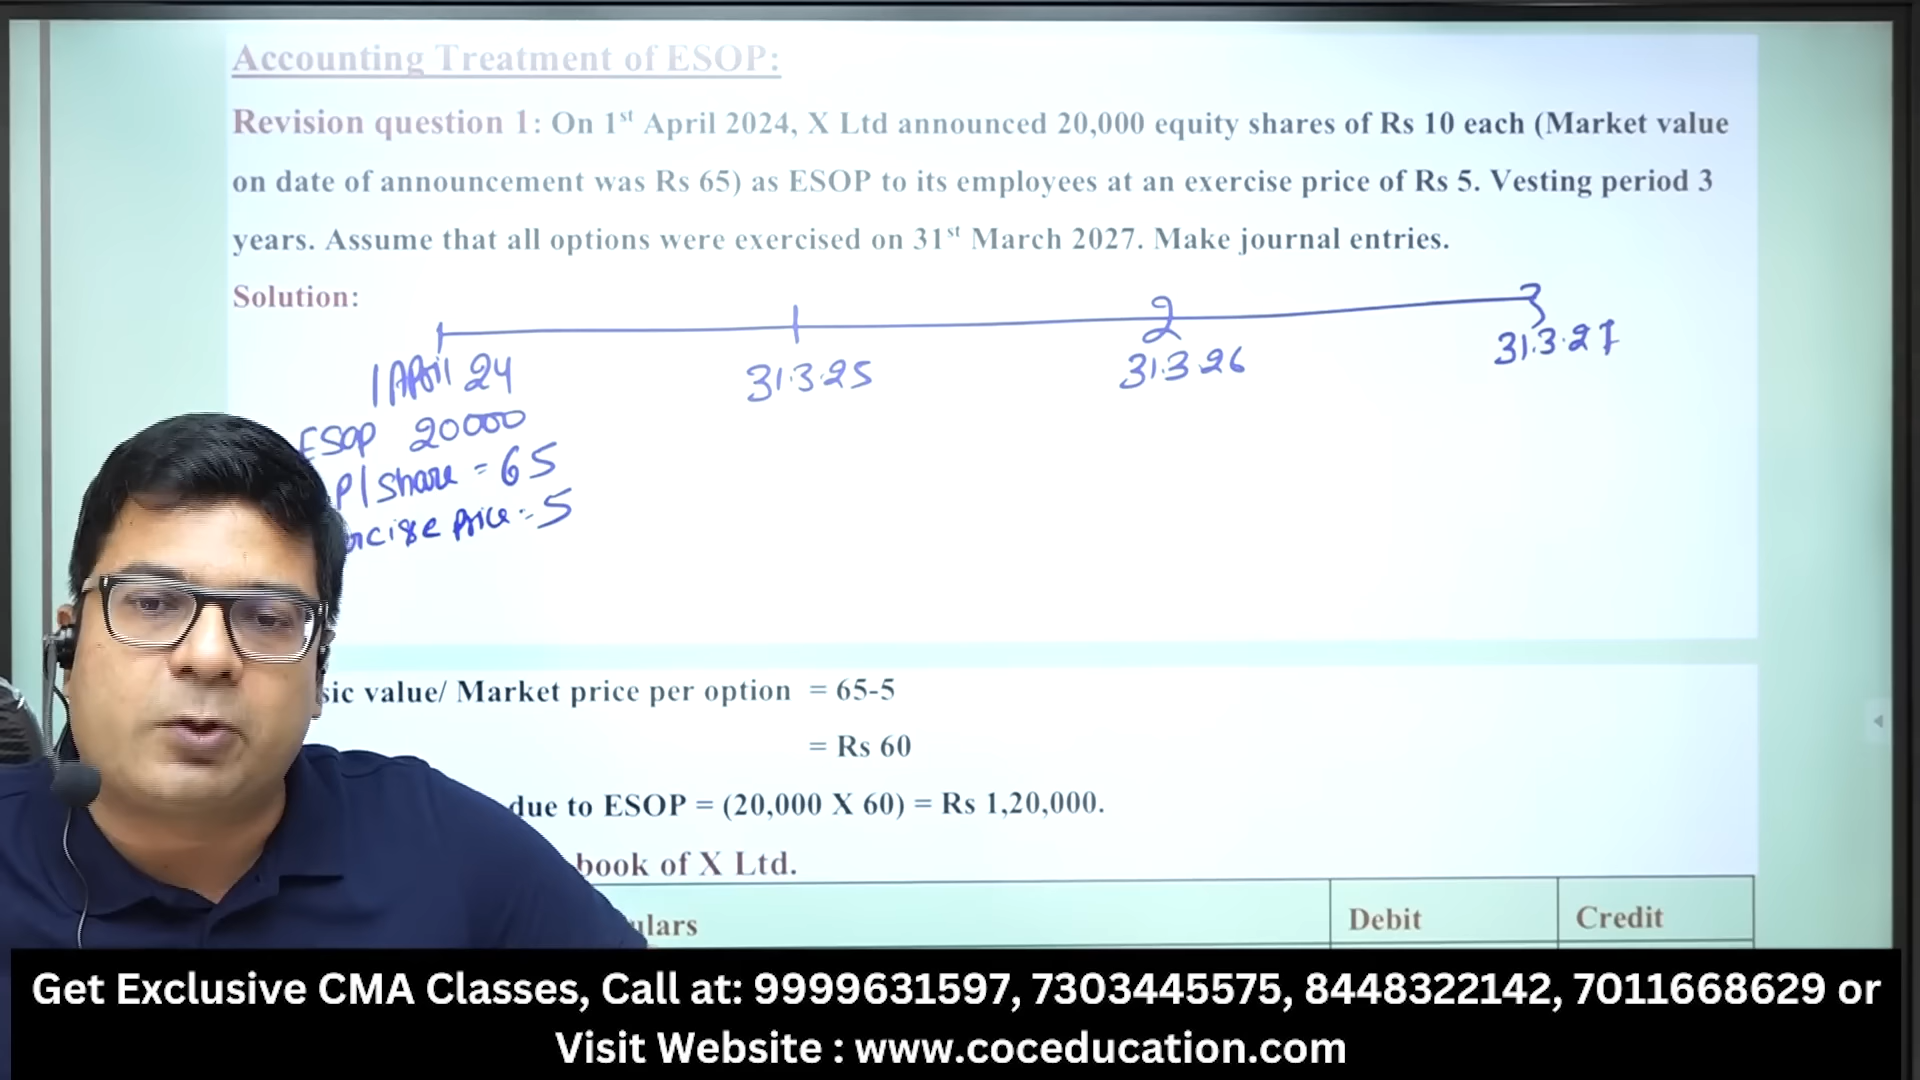 Accounting Treatment of ESOP:
Revision question 1: On 1st April 2024, X Ltd announced 20,000 equity shares of Rs 10 each (Market value
on date of announcement was Rs 65) as ESOP to its employees at an exercise price of Rs 5. Vesting period 3
years. Assume that all options were exercised on 31st March 2027. Make journal entries.
Solution:
1 2 3
1 April 24 31.3.25 31.3.26 31.3.27
ESOP 20000
P/share = 65
rcise price = 5
sic value/ Market price per option = 65-5
= Rs 60
due to ESOP = (20,000 X 60) = Rs 1,20,000.
book of X Ltd.
ulars Debit Credit
Get Exclusive CMA Classes, Call at: 9999631597, 7303445575, 8448322142, 7011668629 or
Visit Website : www.coceducation.com